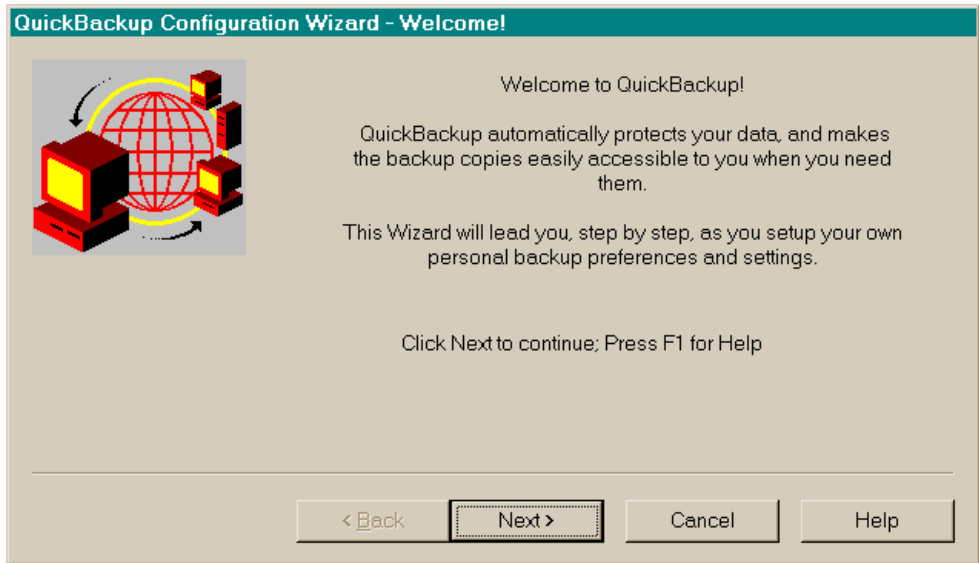 QuickBackup Configuration Wizard - Welcome!
Welcome to QuickBackup!
QuickBackup automatically protects your data, and makes
the backup copies easily accessible to you when you need
them.
This Wizard will lead you, step by step, as you setup your own
personal backup preferences and settings.
Click Next to continue; Press F1 for Help
< Back
Next >
Cancel
Help